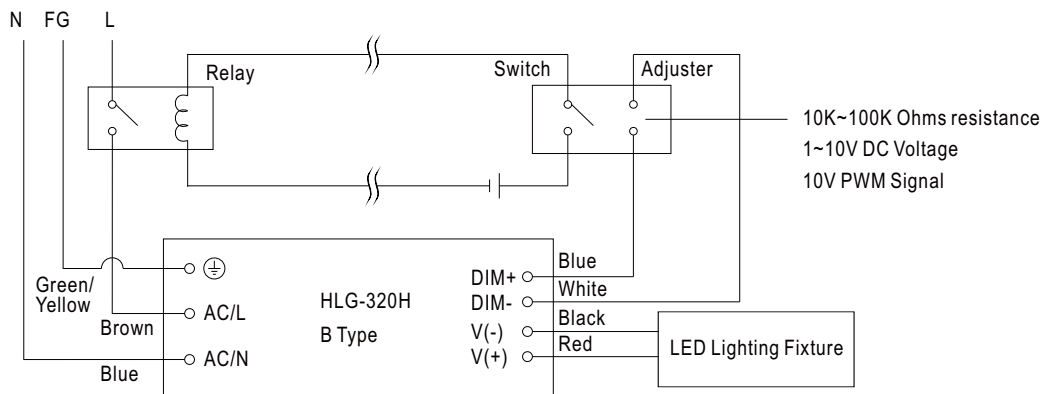 N FG L
Relay
Switch
Adjuster
10K~100K Ohms resistance
1~10V DC Voltage
10V PWM Signal
Green/
Yellow
Brown
Blue
AC/L
AC/N
HLG-320H
B Type
DIM+
DIM-
V(-)
V(+)
Blue
White
Black
Red
LED Lighting Fixture